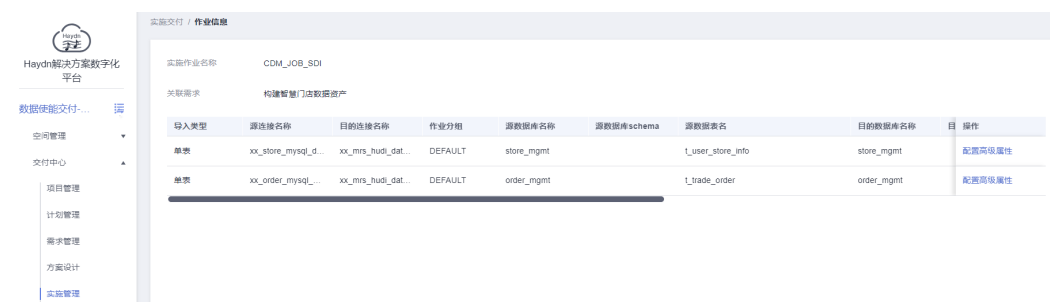 实施交付 / 作业信息
Haydn
Haydn解决方案数字化
平台
数据使能交付-...
空间管理
交付中心
项目管理
计划管理
需求管理
方案设计
实施管理
实施作业名称 CDM_JOB_SDI
关联需求 构建智慧门店数据资产
导入类型 源连接名称 目的连接名称 作业分组 源数据库名称 源数据库schema 源数据表名 目的数据库名称 目 操作
单表 xx_store_mysql_d... xx_mrs_hudi_dat... DEFAULT store_mgmt t_user_store_info store_mgmt 配置高级属性
单表 xx_order_mysql_... xx_mrs_hudi_dat... DEFAULT order_mgmt t_trade_order order_mgmt 配置高级属性